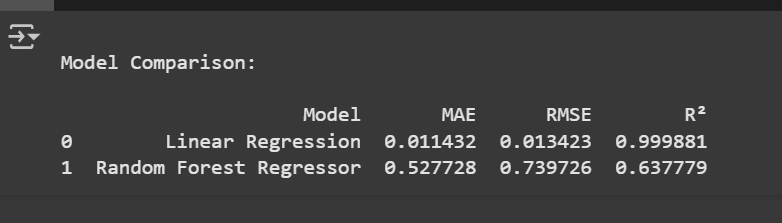 Model Comparison:
Model MAE RMSE R²
0 Linear Regression 0.011432 0.013423 0.999881
1 Random Forest Regressor 0.527728 0.739726 0.637779